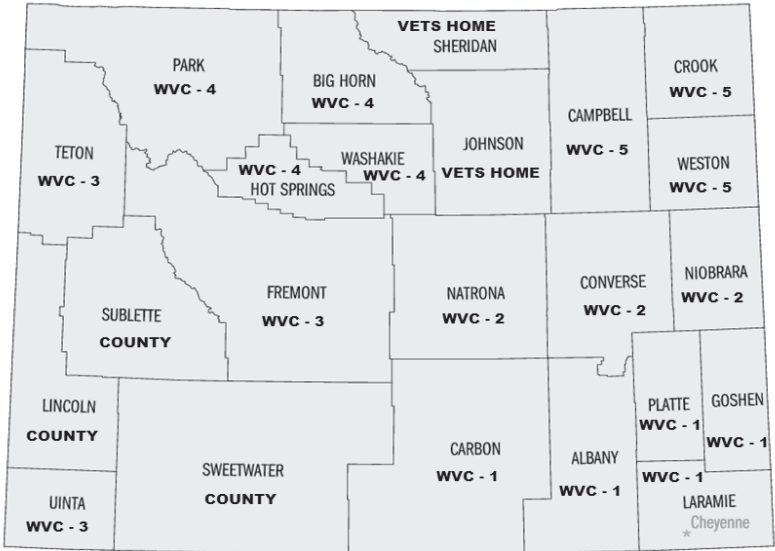 VETS HOME
SHERIDAN
PARK
WVC - 4
BIG HORN
WVC - 4
CROOK
WVC - 5
CAMPBELL
WVC - 5
TETON
WVC - 3
WVC - 4
HOT SPRINGS
WASHAKIE
WVC - 4
JOHNSON
VETS HOME
WESTON
WVC - 5
SUBLETTE
COUNTY
FREMONT
WVC - 3
NATRONA
WVC - 2
CONVERSE
WVC - 2
NIOBRARA
WVC - 2
LINCOLN
COUNTY
SWEETWATER
COUNTY
CARBON
WVC - 1
ALBANY
WVC - 1
PLATTE
WVC - 1
GOSHEN
WVC - 1
UINTA
WVC - 3
WVC - 1
LARAMIE
Cheyenne